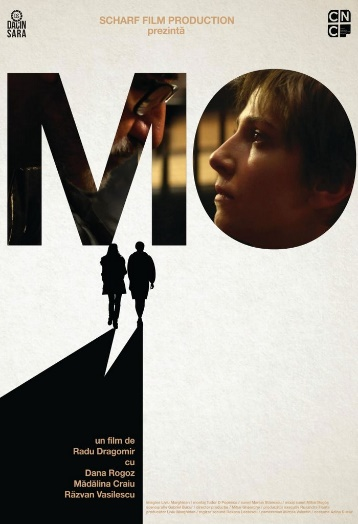 DACIN
SARA
SCHARF FILM PRODUCTION
prezintă
CNC
MO
un film de
Radu Dragomir
cu
Dana Rogoz
Mădălina Craiu
Răzvan Vasilescu